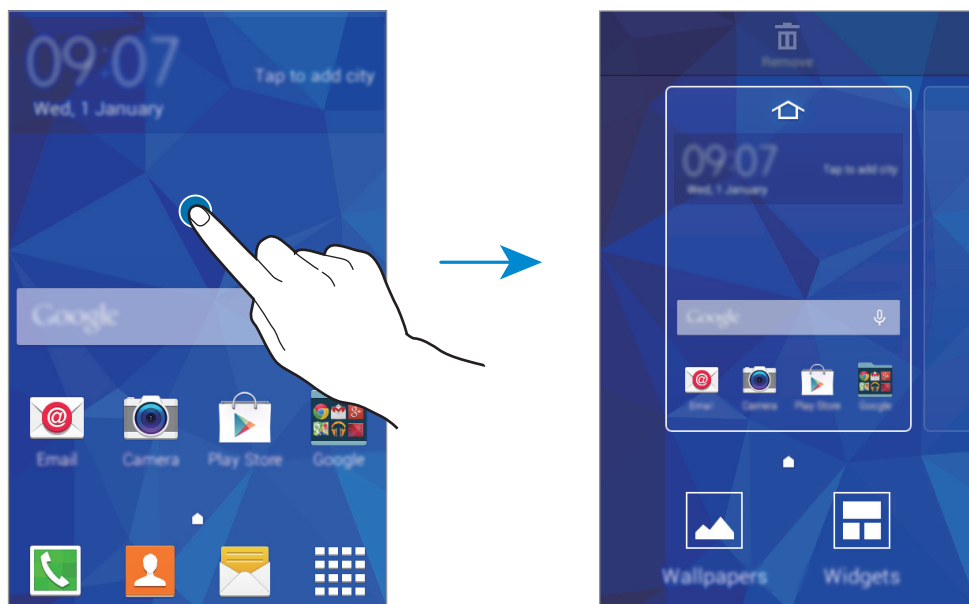 09:07
Tap to add city
Wed, 1 January
Google
Email
Camera
Play Store
Google
Remove
09:07
Tap to add city
Wed, 1 January
Google
Email
Camera
Play Store
Google
Wallpapers
Widgets